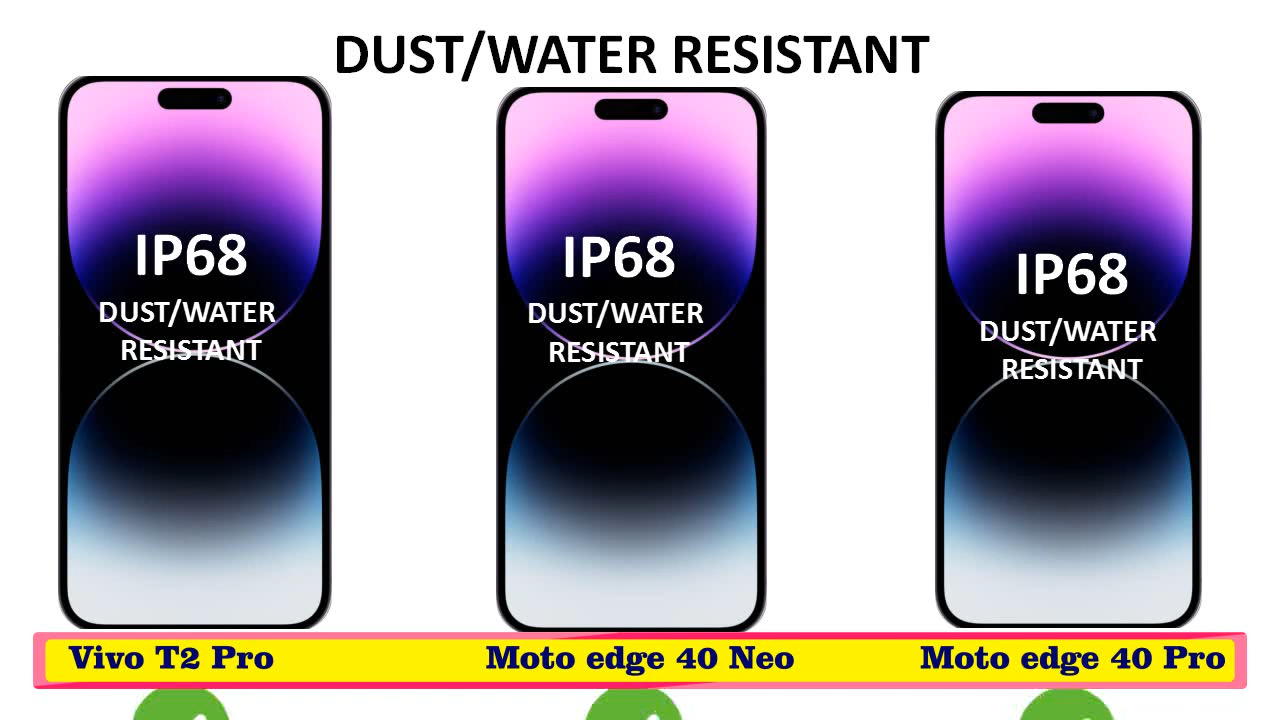 DUST/WATER RESISTANT
IP68
DUST/WATER
RESISTANT
IP68
DUST/WATER
RESISTANT
IP68
DUST/WATER
RESISTANT
Vivo T2 Pro
Moto edge 40 Neo
Moto edge 40 Pro